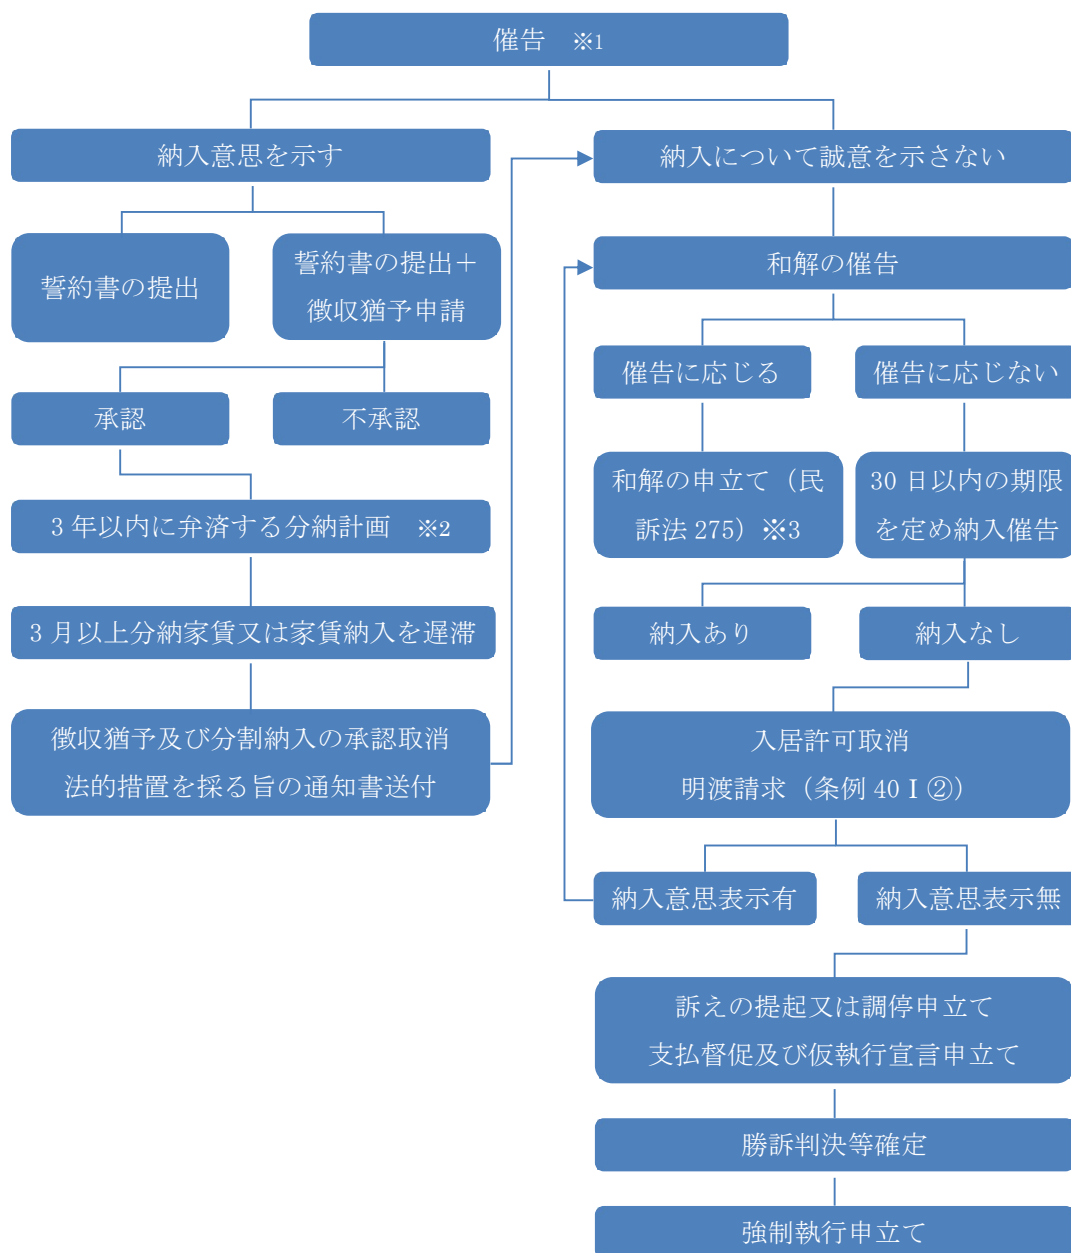 催告　※1
納入意思を示す
納入について誠意を示さない
誓約書の提出
誓約書の提出＋
徴収猶予申請
和解の催告
承認
不承認
催告に応じる
催告に応じない
3 年以内に弁済する分納計画　※2
和解の申立て（民
訴法 275）※3
30 日以内の期限
を定め納入催告
3 月以上分納家賃又は家賃納入を遅滞
納入あり
納入なし
徴収猶予及び分割納入の承認取消
法的措置を採る旨の通知書送付
入居許可取消
明渡請求（条例 40Ⅰ②）
納入意思表示有
納入意思表示無
訴えの提起又は調停申立て
支払督促及び仮執行宣言申立て
勝訴判決等確定
強制執行申立て